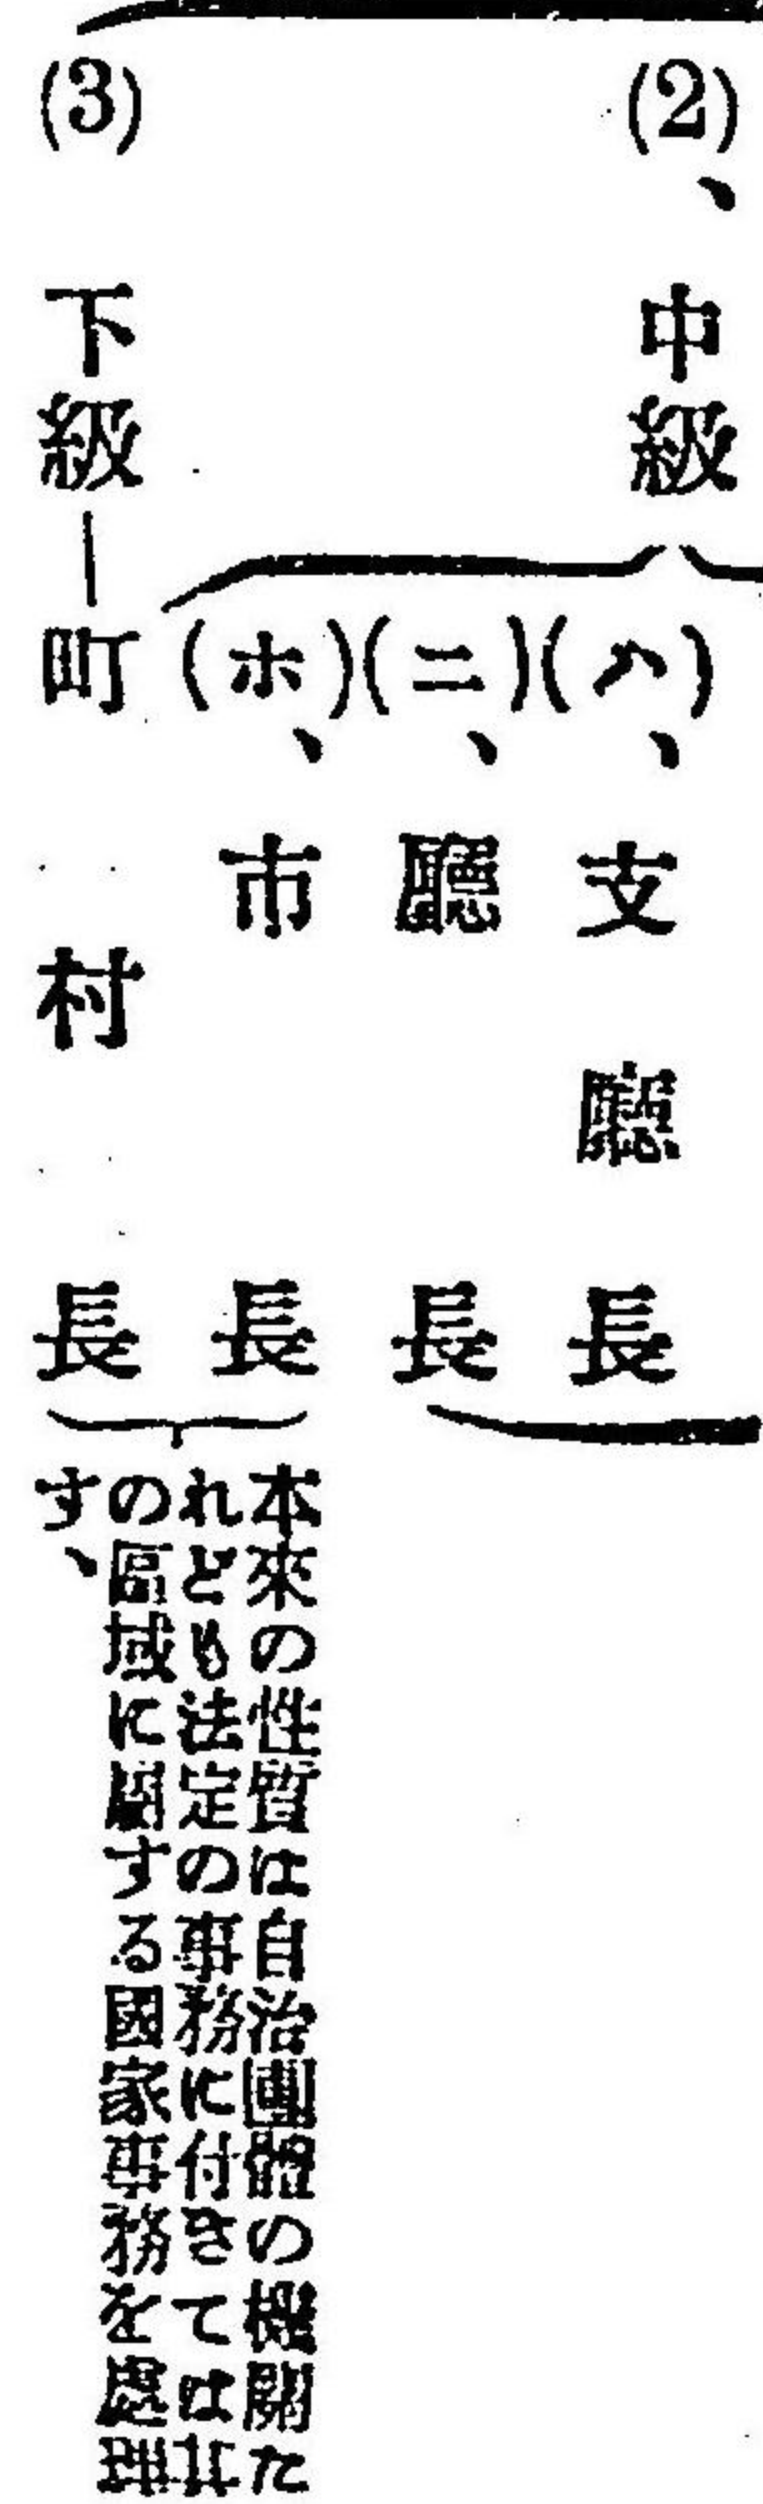 (2)、中級
(ハ)、支廳長
(ニ)、廳長
(ホ)、市長
(3)下級―町村長
本來の性質は自治團體の機關た
れども法定の事務に付きては其
の區域に關する國家事務を處理
す、